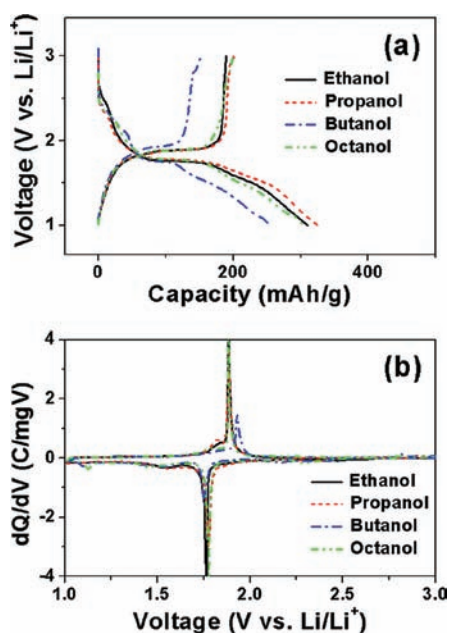 (a)
Voltage (V vs. Li/Li⁺)
3
2
1
Ethanol
Propanol
Butanol
Octanol
0 200 400
Capacity (mAh/g)
(b)
dQ/dV (C/mgV)
4
2
0
-2
-4
Ethanol
Propanol
Butanol
Octanol
1.0 1.5 2.0 2.5 3.0
Voltage (V vs. Li/Li⁺)